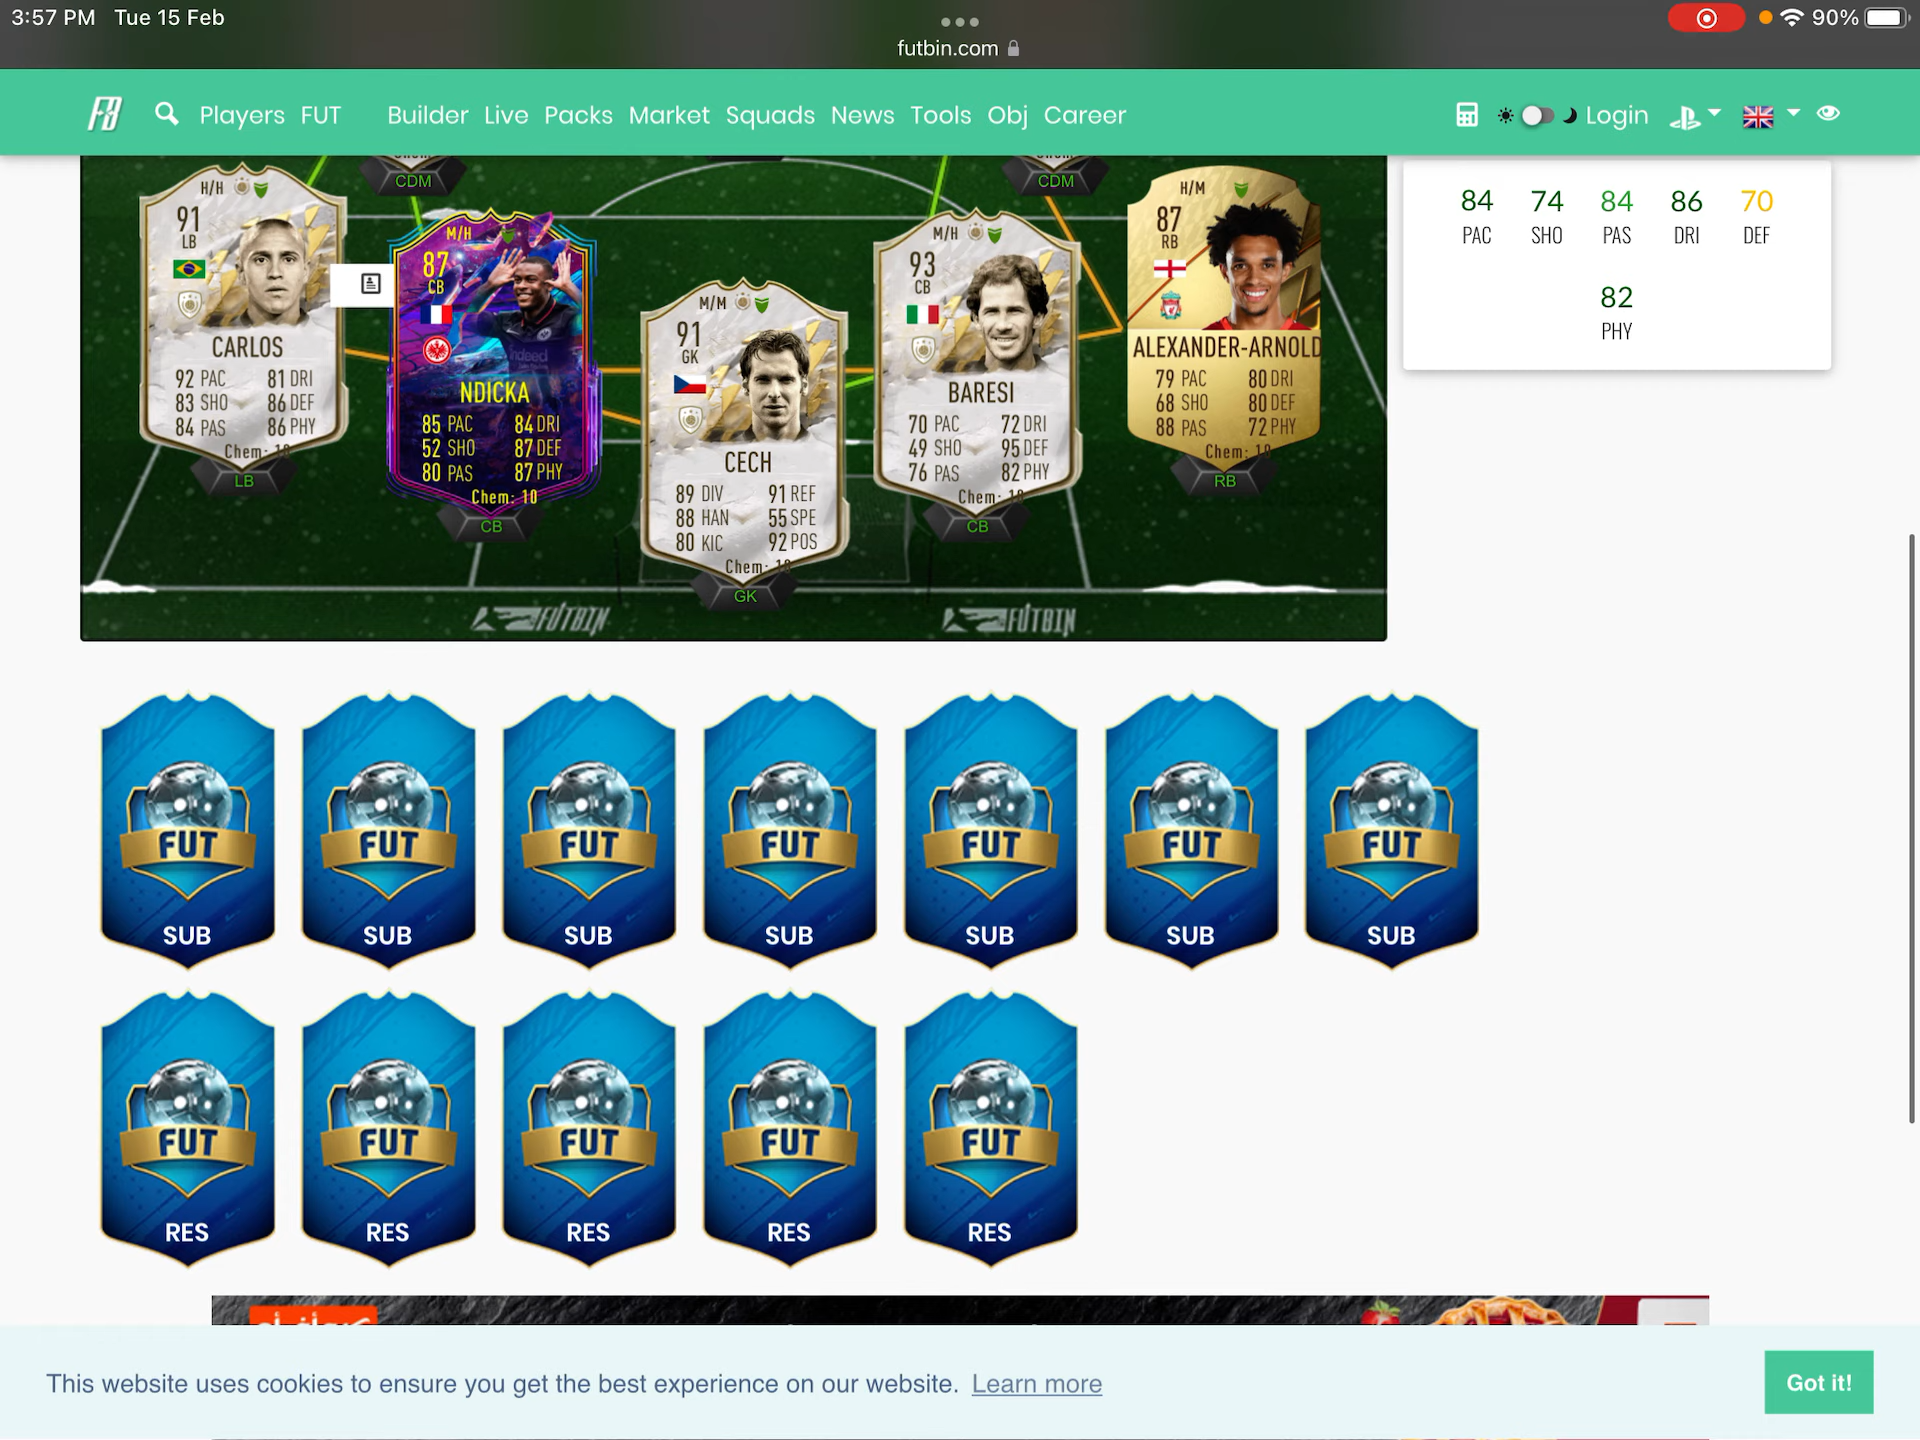 3:57 PM Tue 15 Feb
90%
futbin.com
Players FUT Builder Live Packs Market Squads News Tools Obj Career
Login
CDM
CDM
H/H
91
LB
CARLOS
92 PAC 81 DRI
83 SHO 86 DEF
84 PAS 86 PHY
Chem:
LB
M/H
87
CB
indeed
NDICKA
85 PAC 84 DRI
52 SHO 87 DEF
80 PAS 87 PHY
Chem: 10
CB
M/M
91
GK
CECH
89 DIV 91 REF
88 HAN 55 SPE
80 KIC 92 POS
Chem:
GK
M/H
93
CB
BARESI
70 PAC 72 DRI
49 SHO 95 DEF
76 PAS 82 PHY
Chem:
CB
H/M
87
RB
ALEXANDER-ARNOLD
79 PAC 80 DRI
68 SHO 80 DEF
88 PAS 72 PHY
Chem:
RB
84 74 84 86 70
PAC SHO PAS DRI DEF
82
PHY
FUTBIN FUTBIN
FUT FUT FUT FUT FUT FUT FUT
SUB SUB SUB SUB SUB SUB SUB
FUT FUT FUT FUT FUT
RES RES RES RES RES
This website uses cookies to ensure you get the best experience on our website. Learn more
Got it!